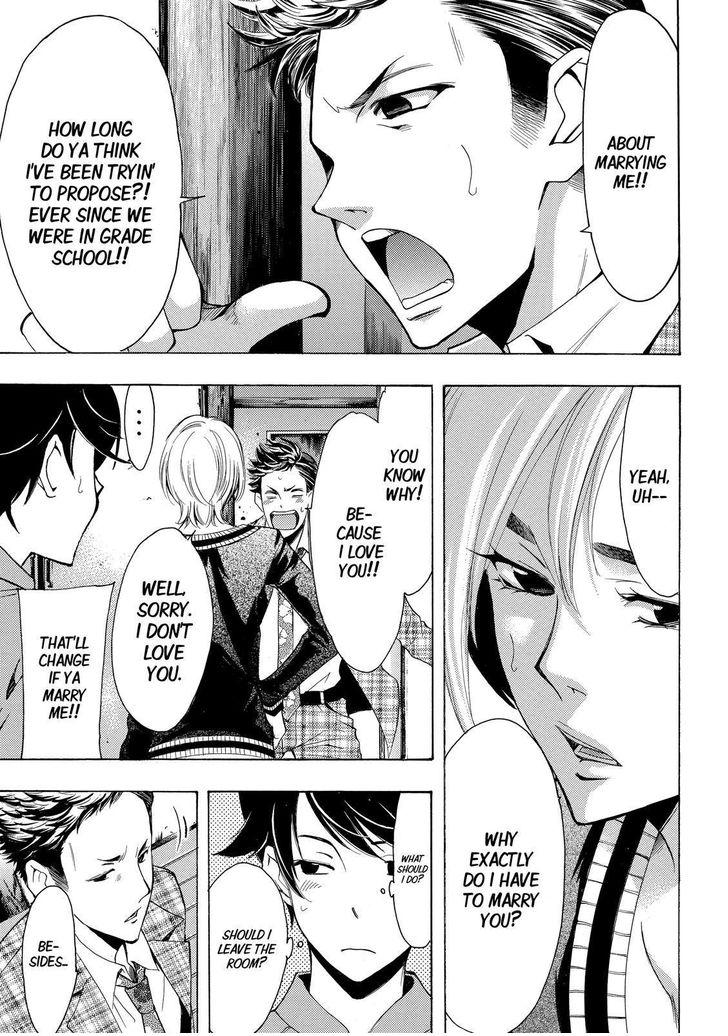 ABOUT
MARRYING
ME!!
HOW LONG
DO YA THINK
I'VE BEEN TRYIN'
TO PROPOSE?!
EVER SINCE WE
WERE IN GRADE
SCHOOL!!
YEAH,
UH--
WHY
EXACTLY
DO I HAVE
TO MARRY
YOU?
YOU
KNOW
WHY!
BE-
CAUSE
I LOVE
YOU!!
WELL,
SORRY.
I DON'T
LOVE
YOU.
...
THAT'LL
CHANGE
IF YA
MARRY
ME!!
WHAT
SHOULD
I DO?
SHOULD I
LEAVE THE
ROOM?
BE-
SIDES...